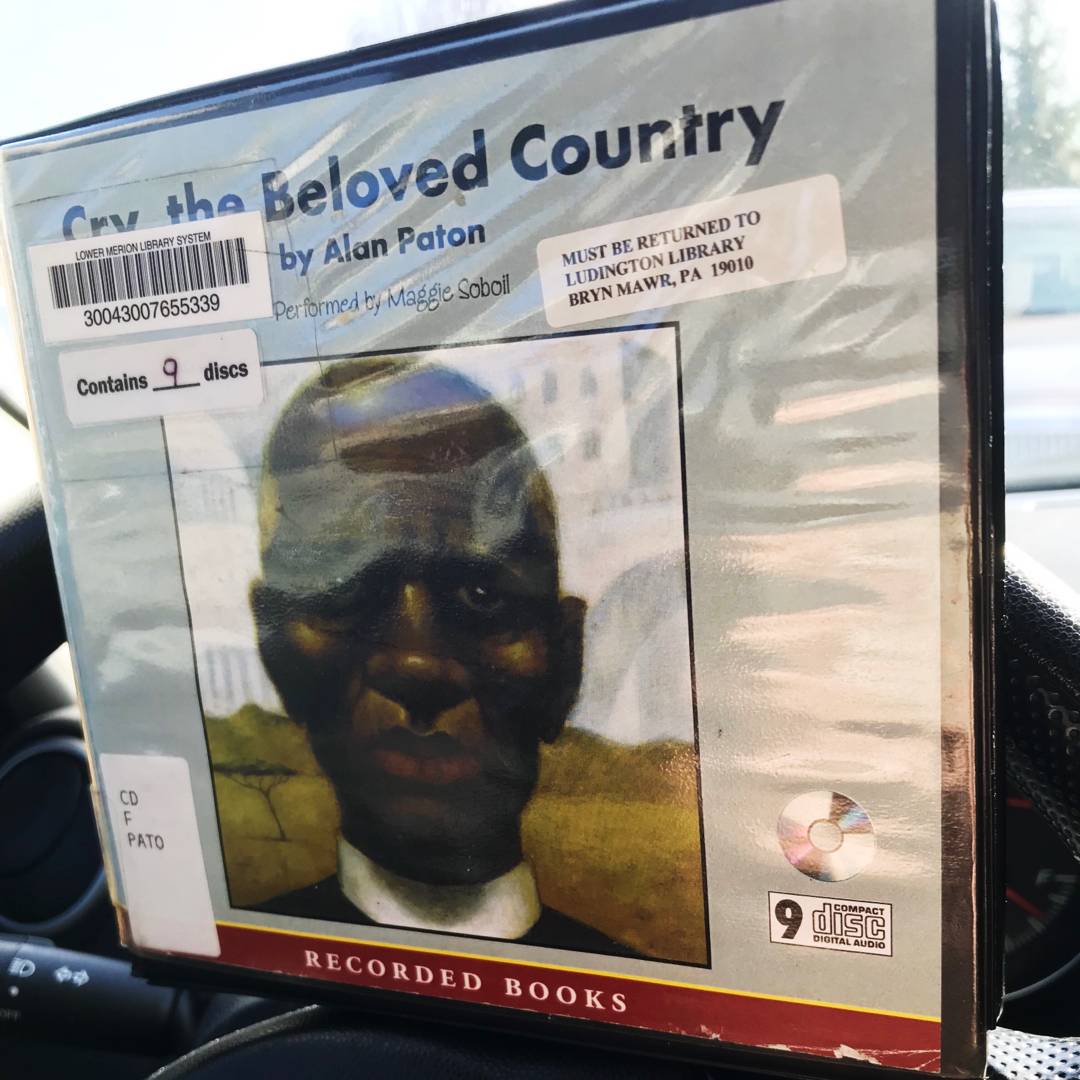 Cry, the Beloved Country
by Alan Paton
Performed by Maggie Soboil
LOWER MERION LIBRARY SYSTEM
30043007655339
Contains 9 discs
MUST BE RETURNED TO
LUDINGTON LIBRARY
BRYN MAWR, PA 19010
CD
F
PATO
9
COMPACT
disc
DIGITAL AUDIO
RECORDED BOOKS
OFF